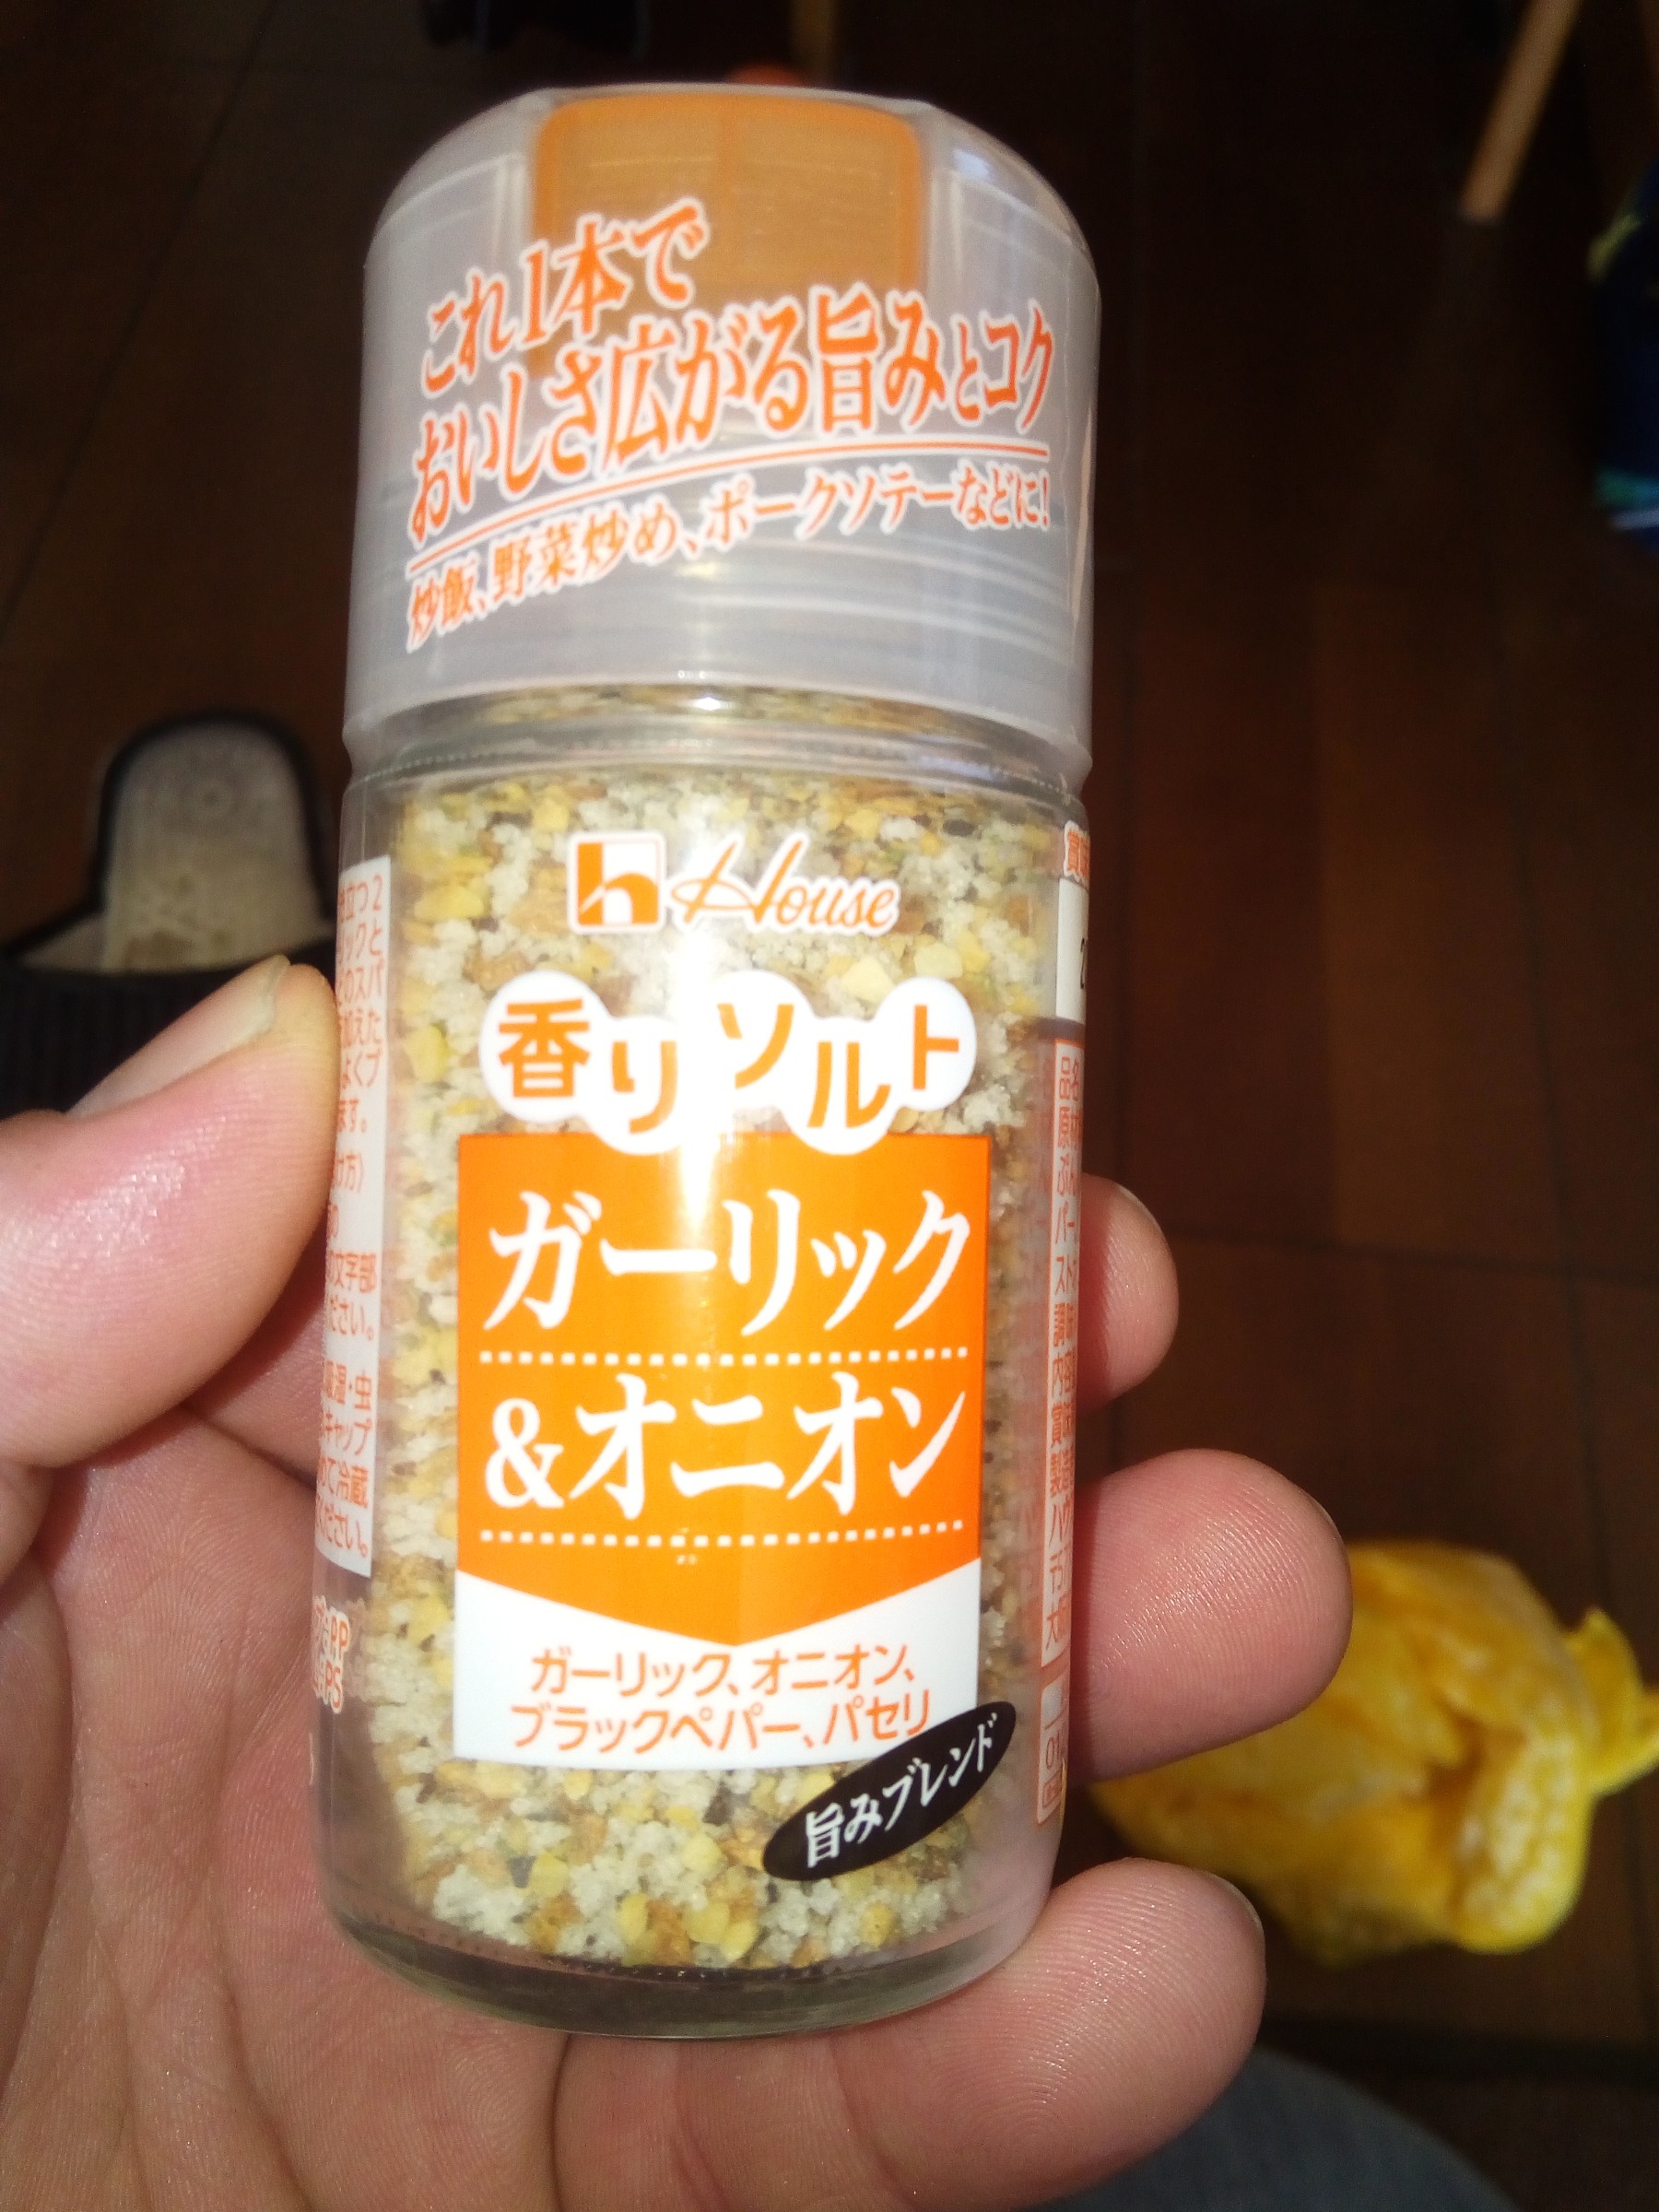 これ1本で
おいしさ広がる旨みとコク
炒飯、野菜炒め、ポークソテーなどに!
House
香りソルト
ガーリック
&オニオン
ガーリック、オニオン、
ブラックペパー、パセリ
旨みブレンド